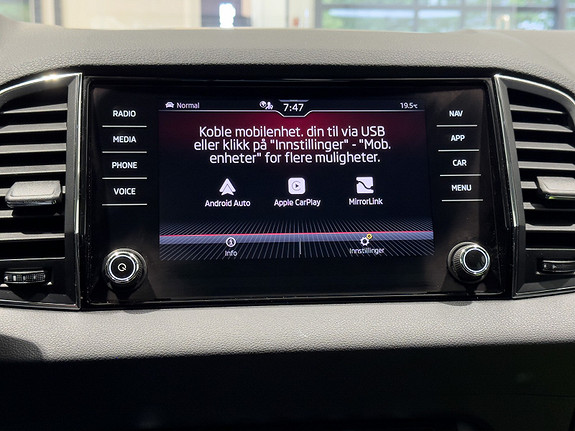 RADIO
MEDIA
PHONE
VOICE
Normal
7:47
19.5°C
Koble mobilenhet. din til via USB
eller klikk på "Innstillinger" - "Mob.
enheter" for flere muligheter.
Android Auto
Apple CarPlay
MirrorLink
Info
Innstillinger
NAV
APP
CAR
MENU